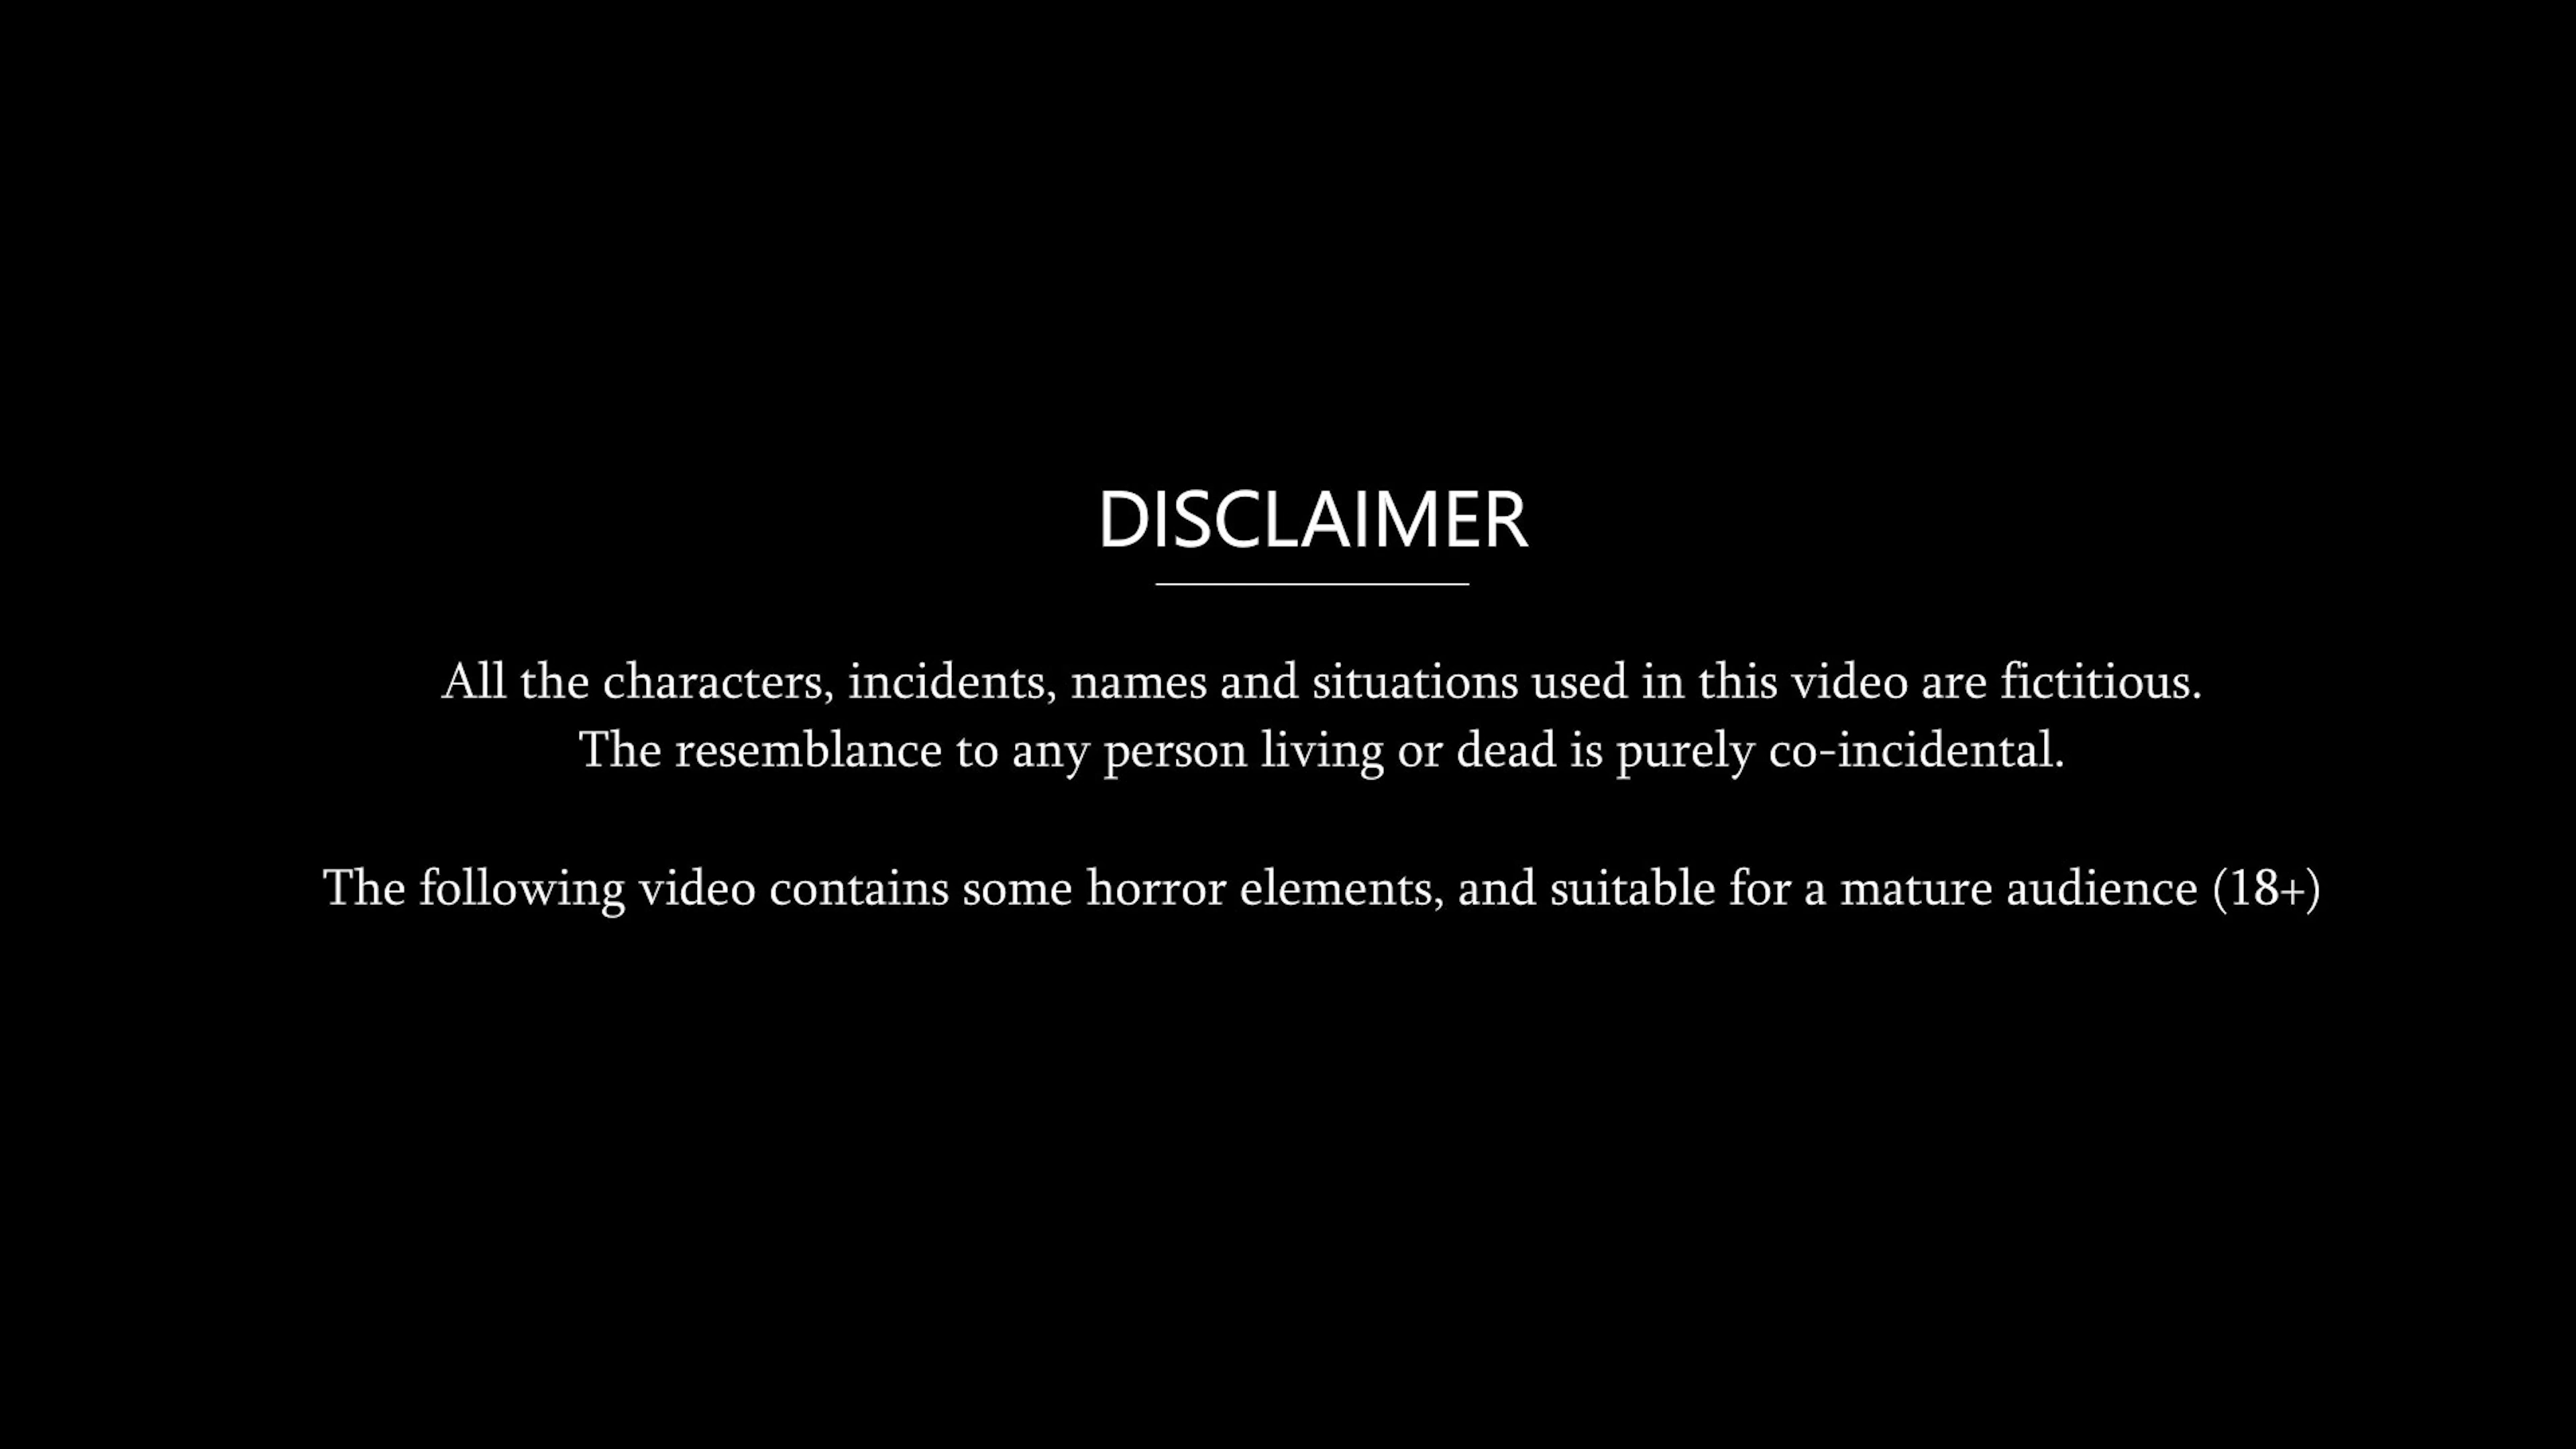 DISCLAIMER
All the characters, incidents, names and situations used in this video are fictitious.
The resemblance to any person living or dead is purely co-incidental.
The following video contains some horror elements, and suitable for a mature audience (18+)